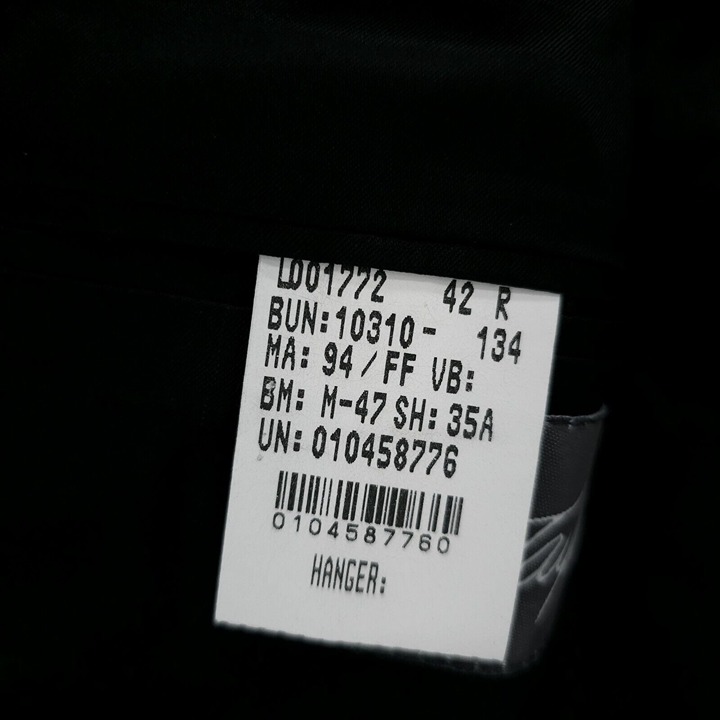 LD01772 42 R
BUN:10310- 134
MA: 94/FF VB:
BM: M-47 SH: 35A
UN:010458776
0104587760
HANGER: